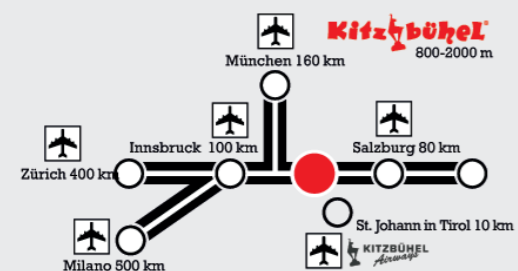 Kitzbühel
800-2000 m
München 160 km
Innsbruck 100 km
Salzburg 80 km
Zürich 400 km
St. Johann in Tirol 10 km
KITZBÜHEL
Airways
Milano 500 km